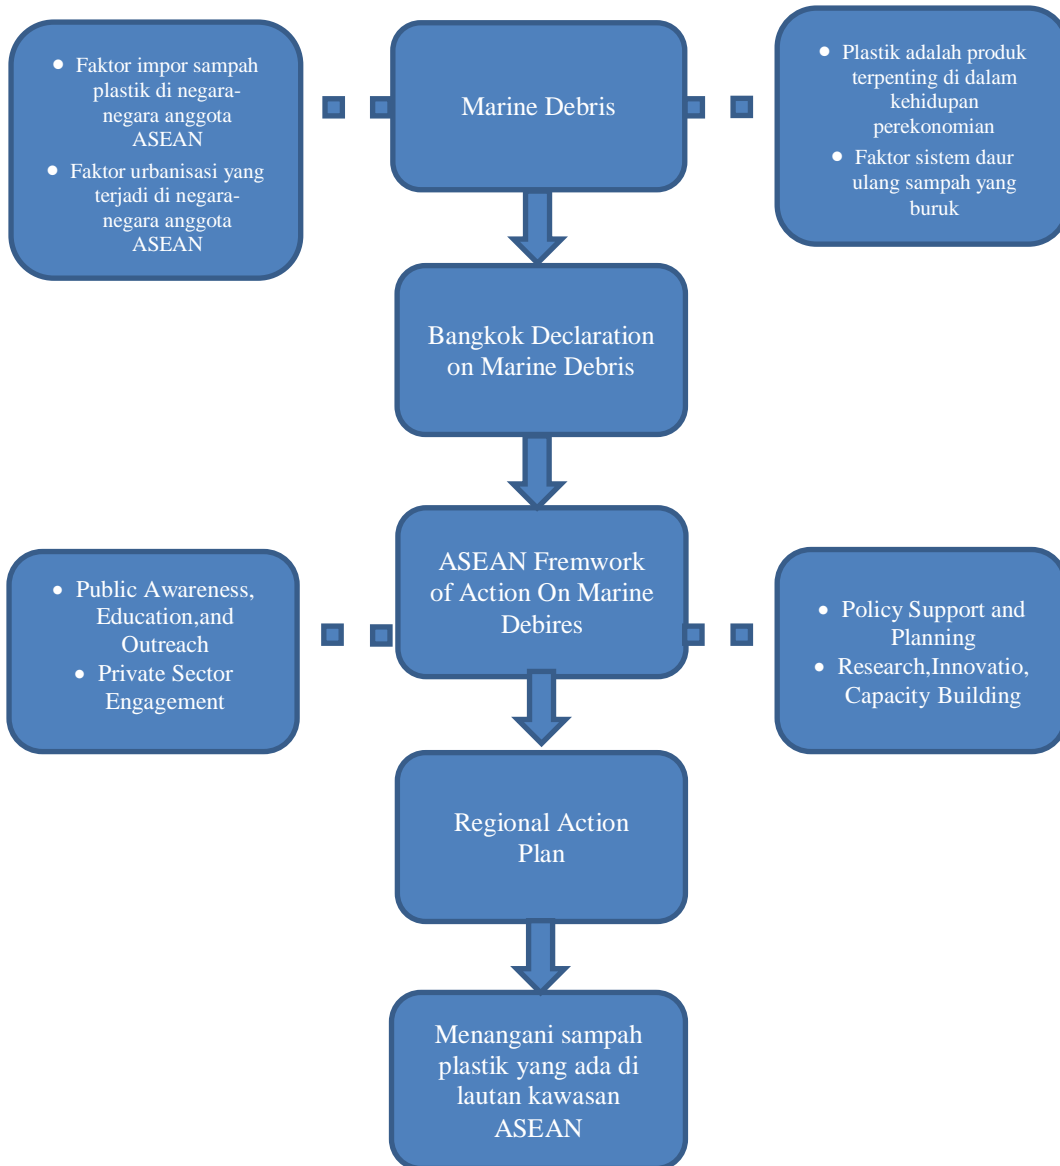 • Faktor impor sampah
plastik di negara-
negara anggota
ASEAN
• Faktor urbanisasi yang
terjadi di negara-
negara anggota
ASEAN
Marine Debris
• Plastik adalah produk
terpenting di dalam
kehidupan
perekonomian
• Faktor sistem daur
ulang sampah yang
buruk
Bangkok Declaration
on Marine Debris
• Public Awareness,
Education,and
Outreach
• Private Sector
Engagement
ASEAN Fremwork
of Action On Marine
Debires
• Policy Support and
Planning
• Research,Innovatio,
Capacity Building
Regional Action
Plan
Menangani sampah
plastik yang ada di
lautan kawasan
ASEAN